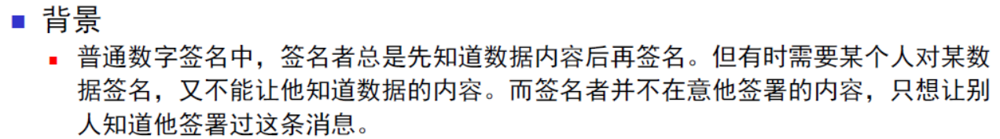 背景
普通数字签名中，签名者总是先知道数据内容后再签名。但有时需要某个人对某数
据签名，又不能让他知道数据的内容。而签名者并不在意他签署的内容，只想让别
人知道他签署过这条消息。